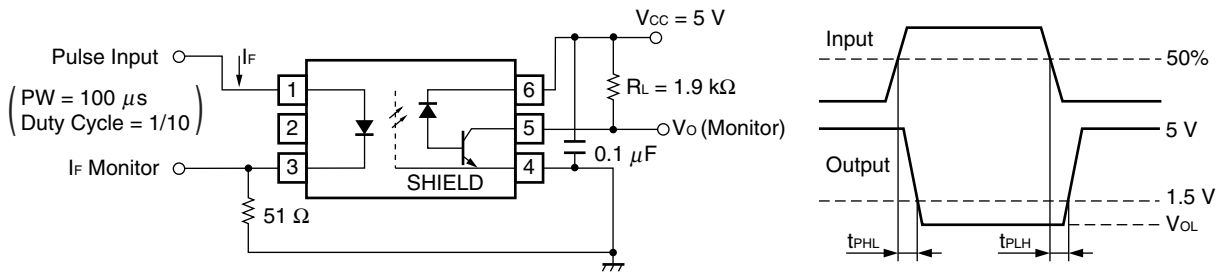 Pulse Input
IF
( PW = 100 μs
Duty Cycle = 1/10 )
IF Monitor
51 Ω
1
2
3
SHIELD
6
5
4
VCC = 5 V
RL = 1.9 kΩ
VO (Monitor)
0.1 μF
Input
50%
5 V
Output
1.5 V
VOL
tPHL
tPLH